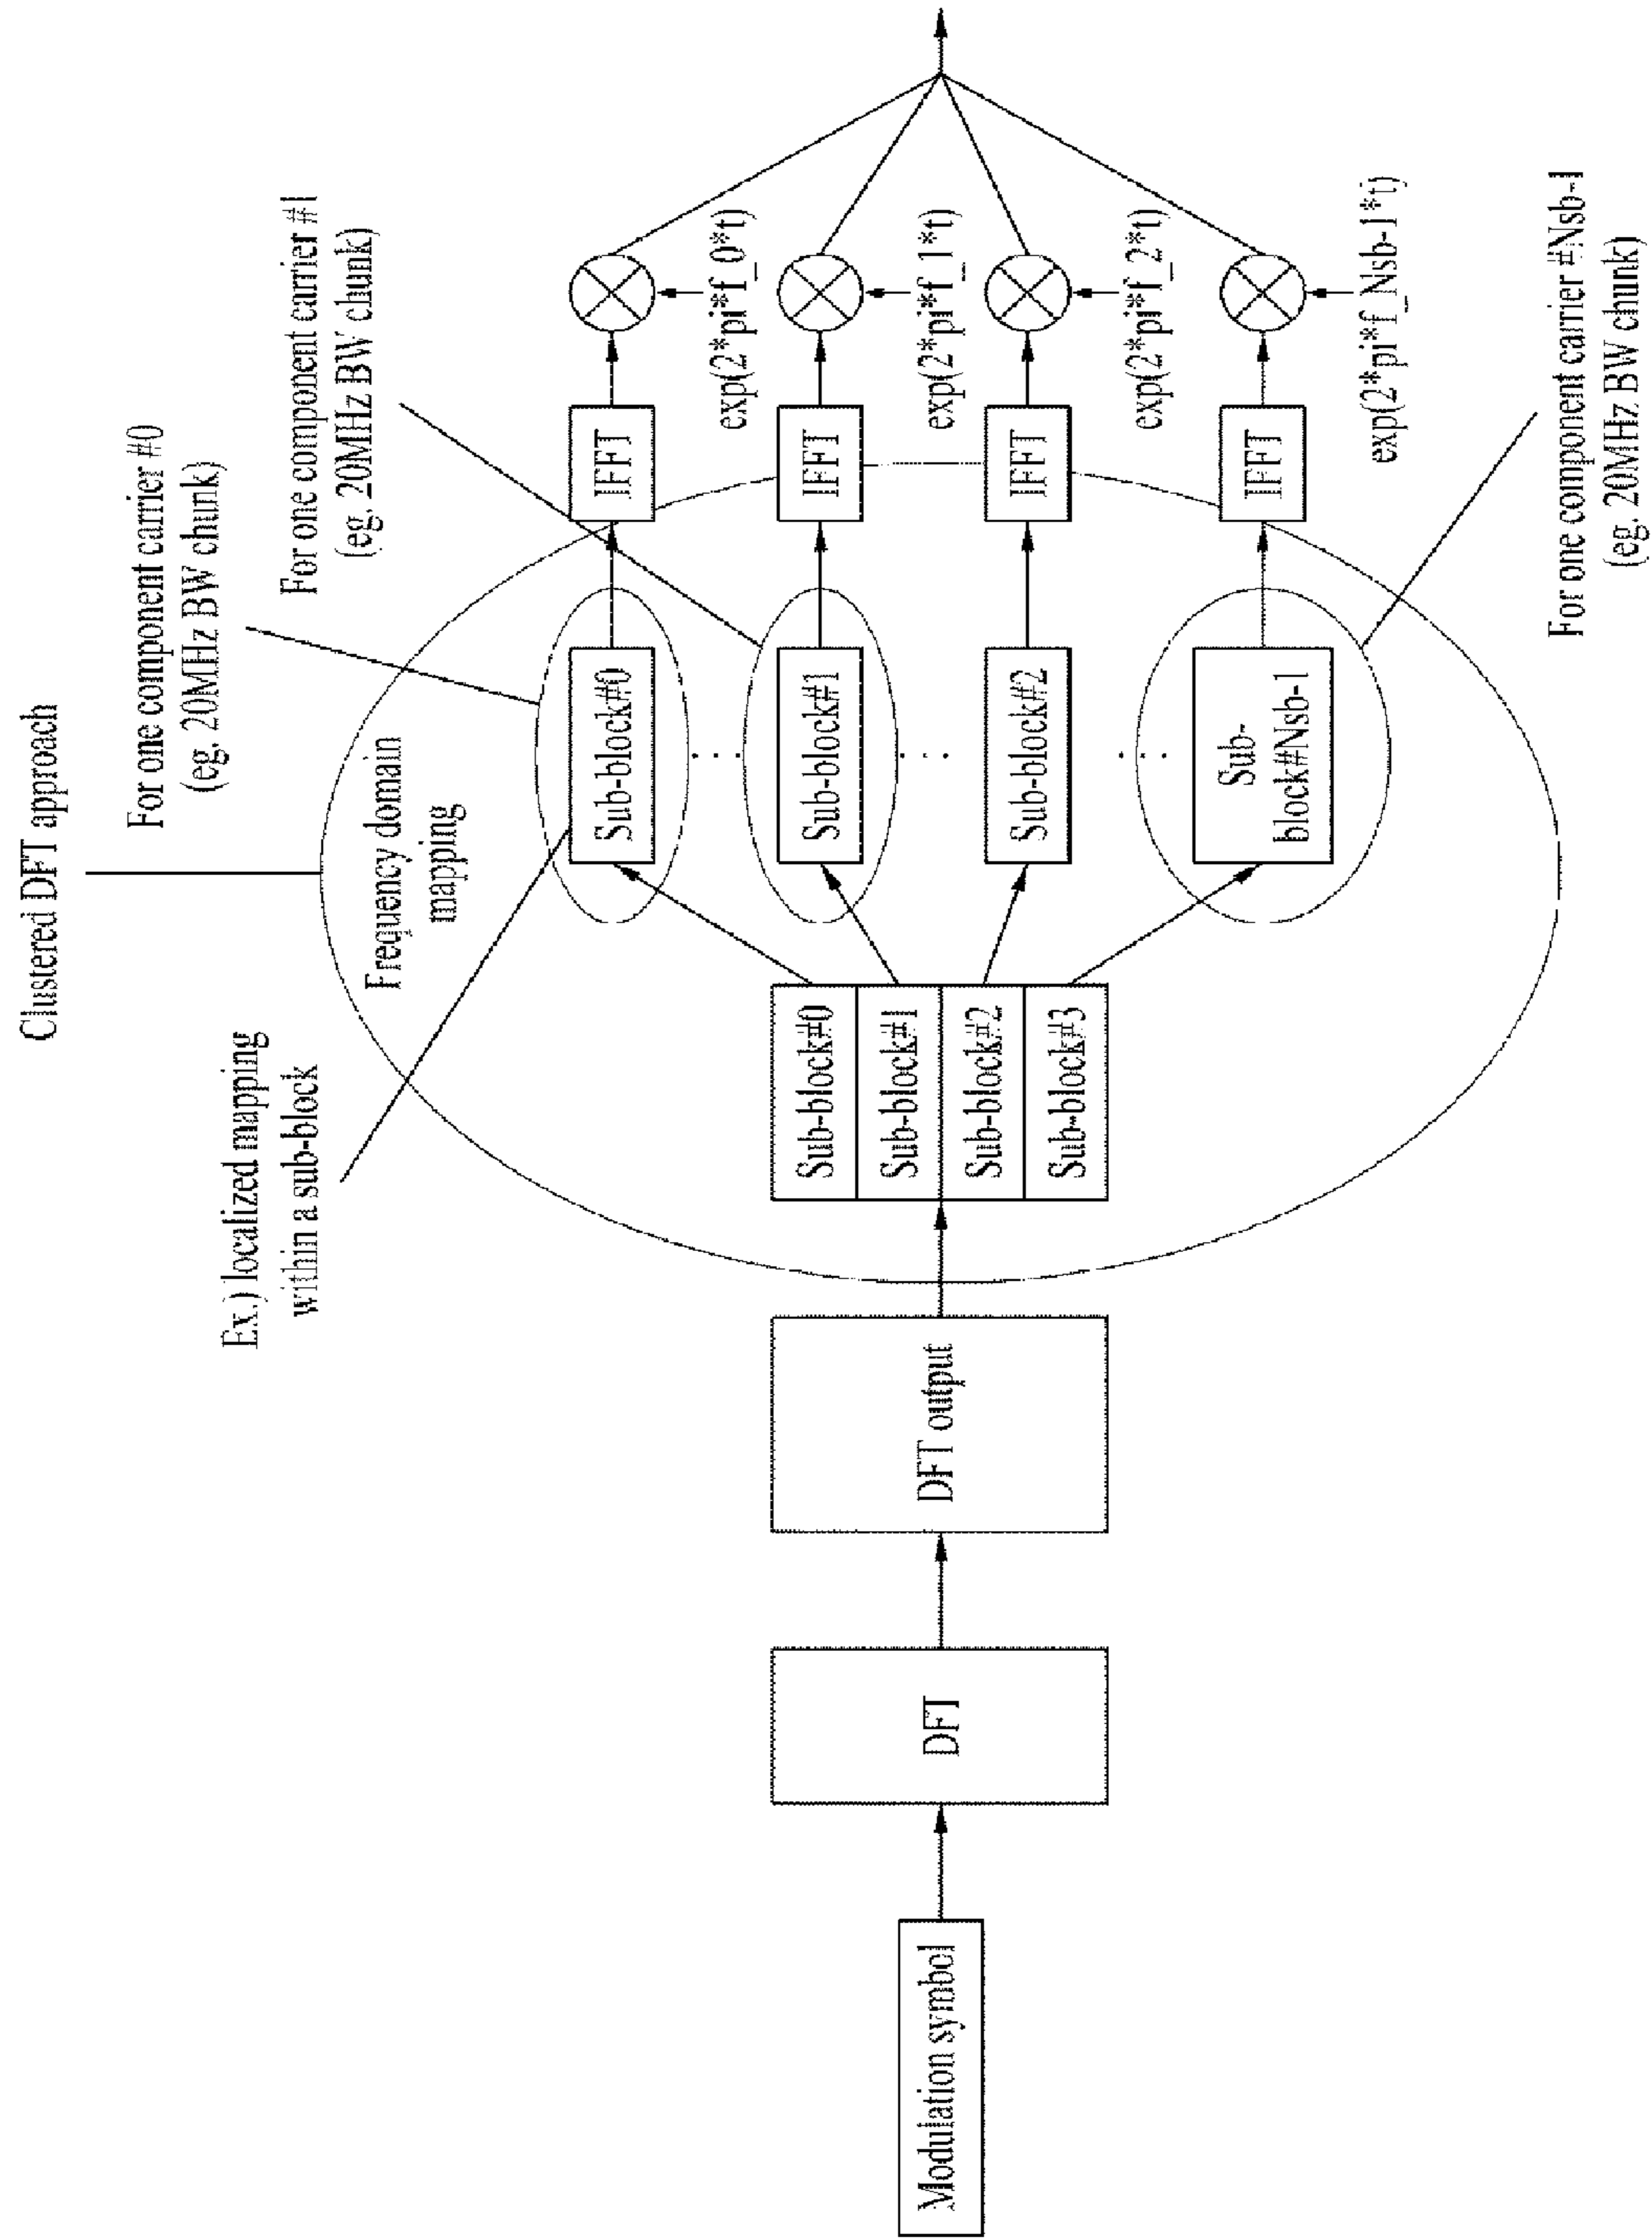 Clustered DFT approach
For one component carrier #0
(eg. 20MHz BW chunk)
For one component carrier #1
(eg. 20MHz BW chunk)
Ex.) localized mapping
within a sub-block
Frequency domain
mapping
Modulation symbol
DFT
DFT output
Sub-block#0
Sub-block#1
Sub-block#2
Sub-block#3
Sub-block#0
IFFT
exp(2*pi*f_0*t)
Sub-block#1
IFFT
exp(2*pi*f_1*t)
Sub-block#2
IFFT
exp(2*pi*f_2*t)
Sub-
block#Nsb-1
IFFT
exp(2*pi*f_Nsb-1*t)
For one component carrier #Nsb-1
(eg. 20MHz BW chunk)